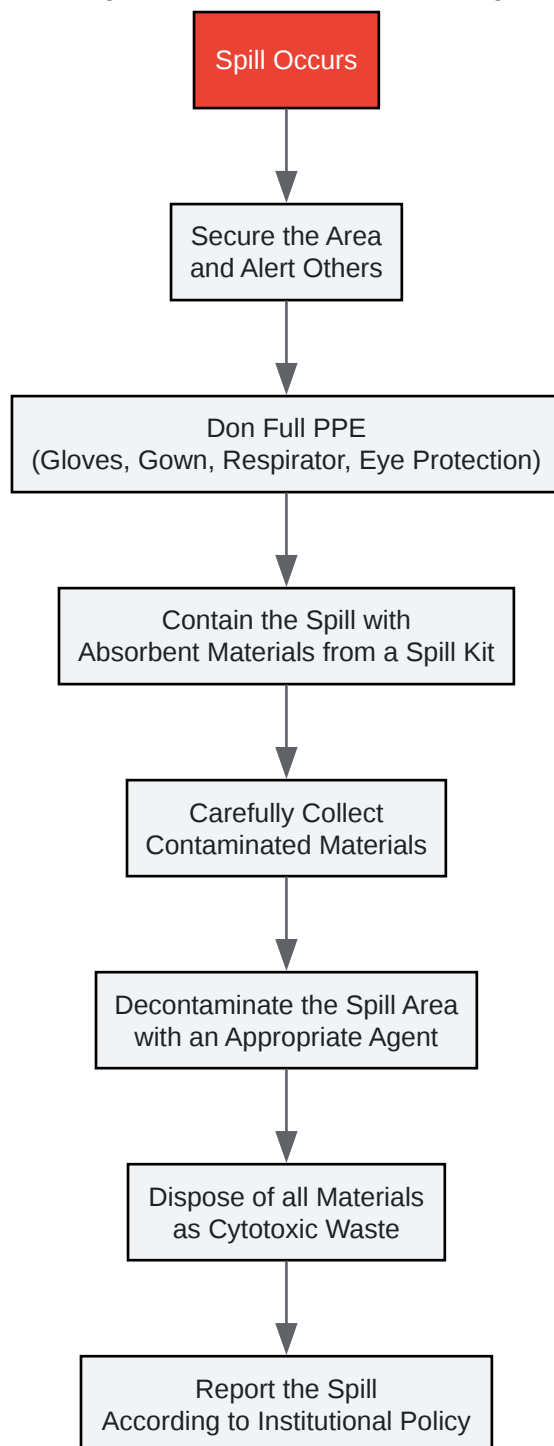 Spill Occurs
Secure the Area
and Alert Others
Don Full PPE
(Gloves, Gown, Respirator, Eye Protection)
Contain the Spill with
Absorbent Materials from a Spill Kit
Carefully Collect
Contaminated Materials
Decontaminate the Spill Area
with an Appropriate Agent
Dispose of all Materials
as Cytotoxic Waste
Report the Spill
According to Institutional Policy